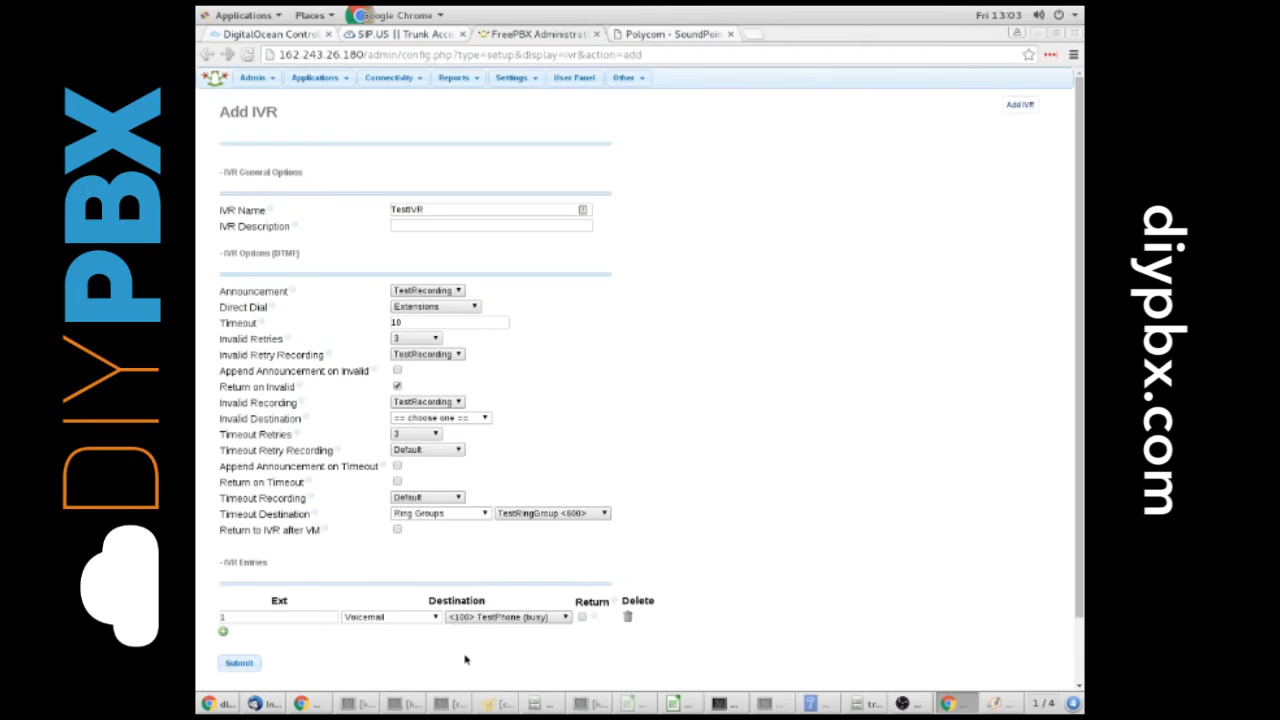 DIYPBX
Applications Places Google Chrome Fri 13:03
DigitalOcean Control SIP.US || Trunk Acco FreePBX Administrat Polycom - SoundPoin
162.243.26.180/admin/config.php?type=setup&display=ivr&action=add
Admin Applications Connectivity Reports Settings User Panel Other
Add IVR
Add IVR
- IVR General Options
IVR Name TestIVR
IVR Description
- IVR Options (DTMF)
Announcement TestRecording
Direct Dial Extensions
Timeout 10
Invalid Retries 3
Invalid Retry Recording TestRecording
Append Announcement on Invalid
Return on Invalid
Invalid Recording TestRecording
Invalid Destination == choose one ==
Timeout Retries 3
Timeout Retry Recording Default
Append Announcement on Timeout
Return on Timeout
Timeout Recording Default
Timeout Destination Ring Groups TestRingGroup <600>
Return to IVR after VM
- IVR Entries
Ext Destination Return Delete
1 Voicemail <100> TestPhone (busy)
Submit
di... In... ... [c... ... tr... 1 / 4
diypbx.com